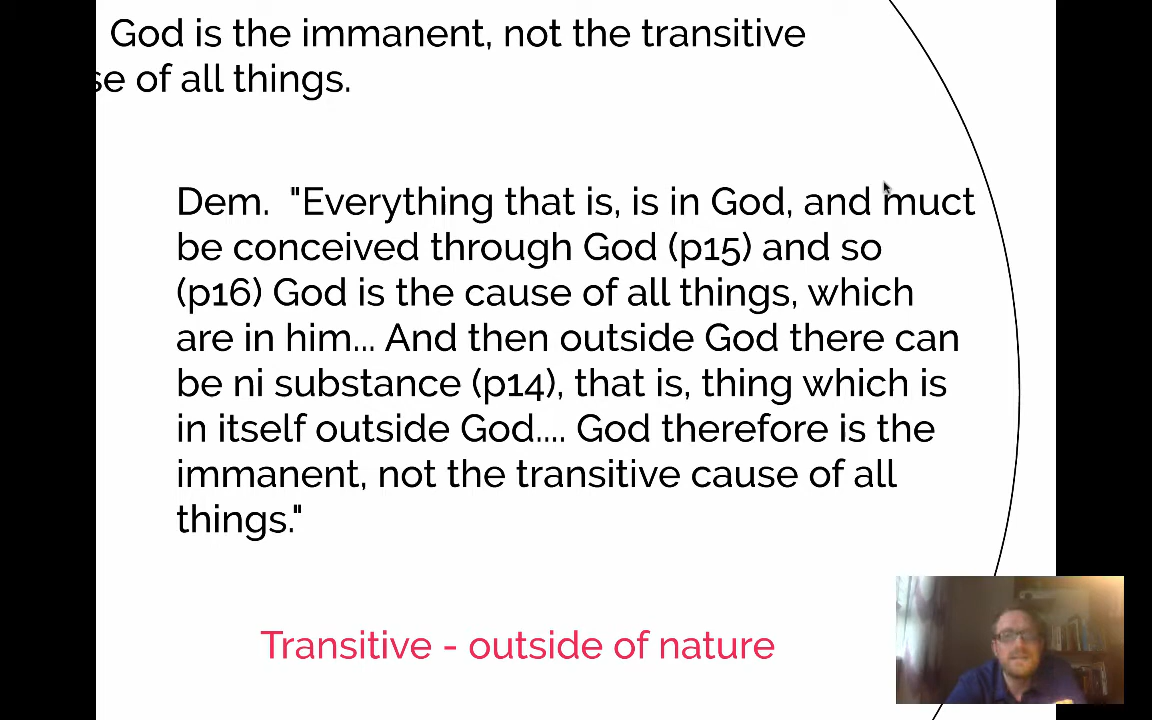 God is the immanent, not the transitive
se of all things.
Dem. "Everything that is, is in God, and muct
be conceived through God (p15) and so
(p16) God is the cause of all things, which
are in him... And then outside God there can
be ni substance (p14), that is, thing which is
in itself outside God.... God therefore is the
immanent, not the transitive cause of all
things."
Transitive - outside of nature